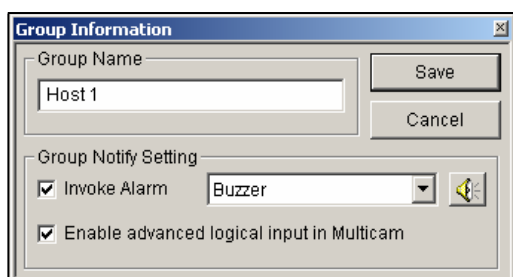 Group Information
Group Name
Host 1
Save
Cancel
Group Notify Setting
Invoke Alarm
Buzzer
Enable advanced logical input in Multicam